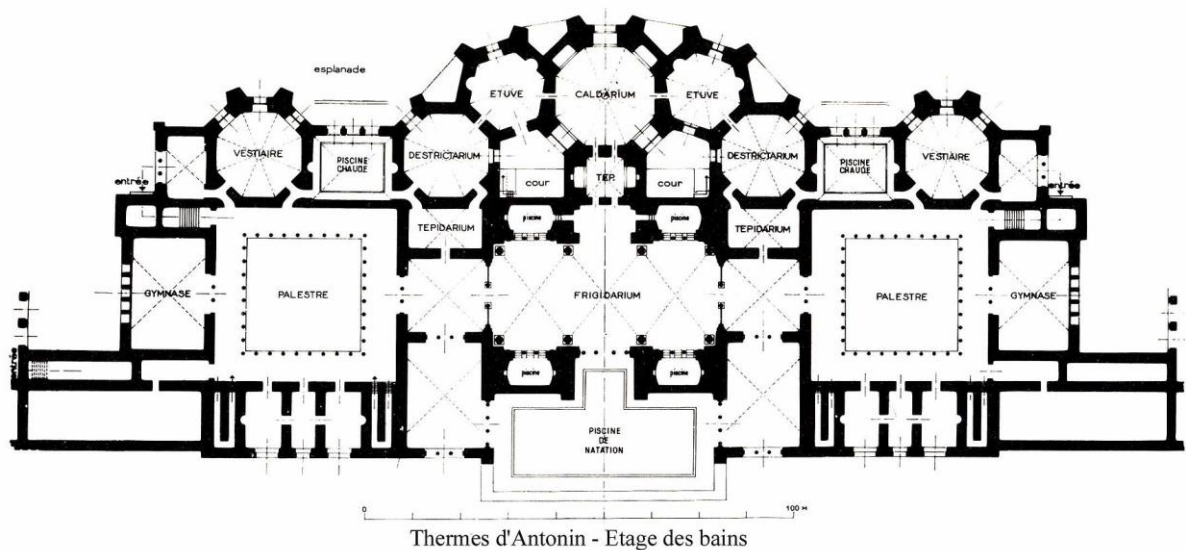 esplanade
ETUVE
CALDARIUM
ETUVE
VESTIAIRE
PISCINE
CHAUDE
DESTRICTARIUM
DESTRICTARIUM
PISCINE
CHAUDE
VESTIAIRE
entrée
cour
TEP.
cour
entrée
piscine
piscine
TEPIDARIUM
TEPIDARIUM
GYMNASE
PALESTRE
FRIGIDARIUM
PALESTRE
GYMNASE
entrée
piscine
piscine
PISCINE
DE
NATATION
0
100 M
Thermes d'Antonin - Etage des bains